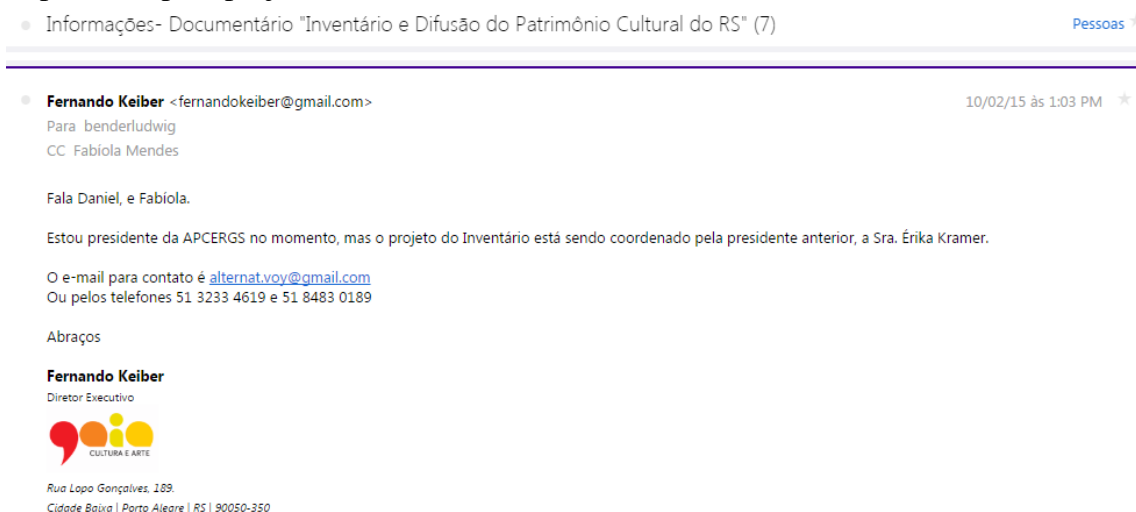 Informações- Documentário "Inventário e Difusão do Patrimônio Cultural do RS" (7) Pessoas
Fernando Keiber <fernandokeiber@gmail.com> 10/02/15 às 1:03 PM
Para benderludwig
CC Fabíola Mendes
Fala Daniel, e Fabíola.
Estou presidente da APCERGS no momento, mas o projeto do Inventário está sendo coordenado pela presidente anterior, a Sra. Érika Kramer.
O e-mail para contato é alternat.voy@gmail.com
Ou pelos telefones 51 3233 4619 e 51 8483 0189
Abraços
Fernando Keiber
Diretor Executivo
gaia
CULTURA E ARTE
Rua Lopo Gonçalves, 189.
Cidade Baixa | Porto Alegre | RS | 90050-350